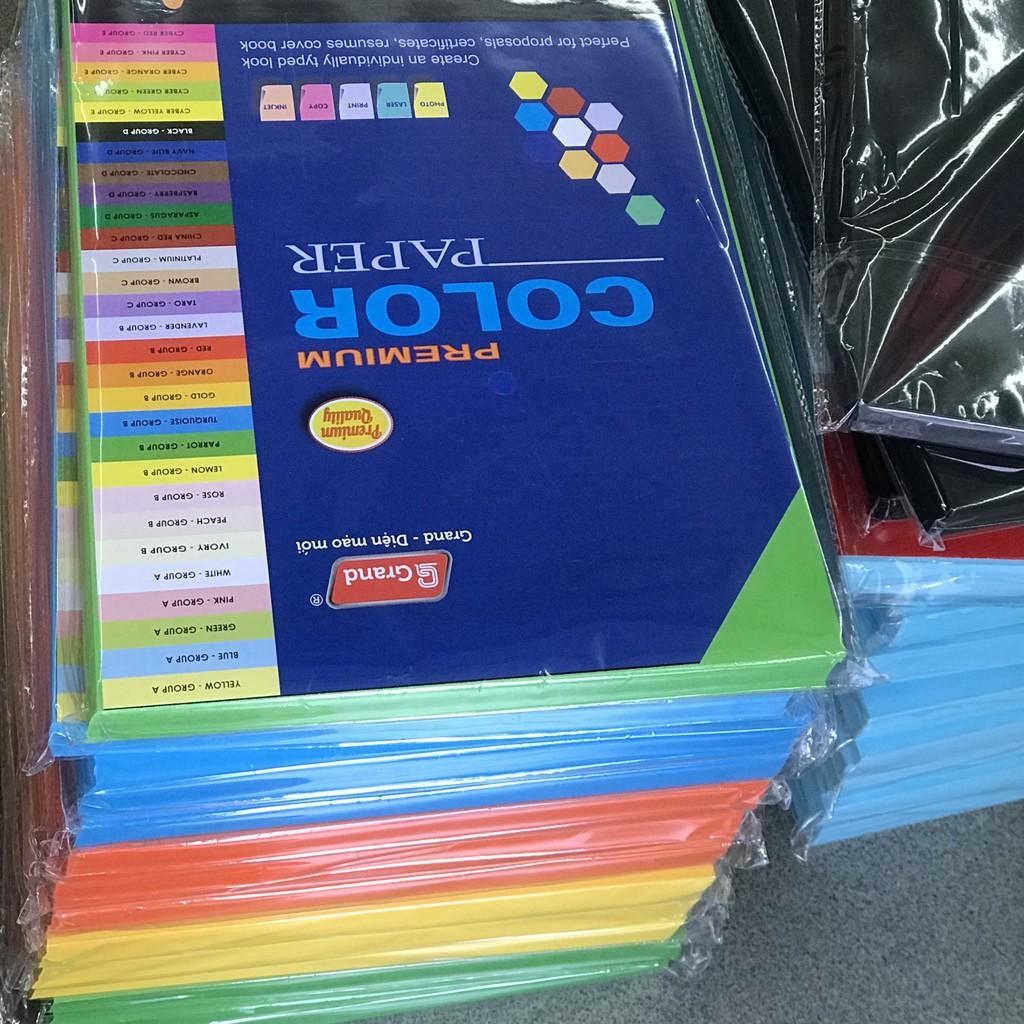 Grand
®
Grand - Diện mạo mới
Premium
Quality
PREMIUM
COLOR
PAPER
PHOTO
LASER
PRINT
COPY
INKJET
Create an individually typed look
Perfect for proposals, certificates, resumes cover book
YELLOW - GROUP A
BLUE - GROUP A
GREEN - GROUP A
PINK - GROUP A
WHITE - GROUP A
IVORY - GROUP B
PEACH - GROUP B
ROSE - GROUP B
LEMON - GROUP B
PARROT - GROUP B
TURQUOISE - GROUP B
GOLD - GROUP B
ORANGE - GROUP B
RED - GROUP B
LAVENDER - GROUP B
TARO - GROUP C
BROWN - GROUP C
PLATINIUM - GROUP C
CHINA RED - GROUP C
ASPARAGUS - GROUP D
RASPBERRY - GROUP D
CHOCOLATE - GROUP D
NAVY BLUE - GROUP D
BLACK - GROUP D
CYBER YELLOW - GROUP E
CYBER GREEN - GROUP E
CYBER ORANGE - GROUP E
CYBER PINK - GROUP E
CYBER RED - GROUP E